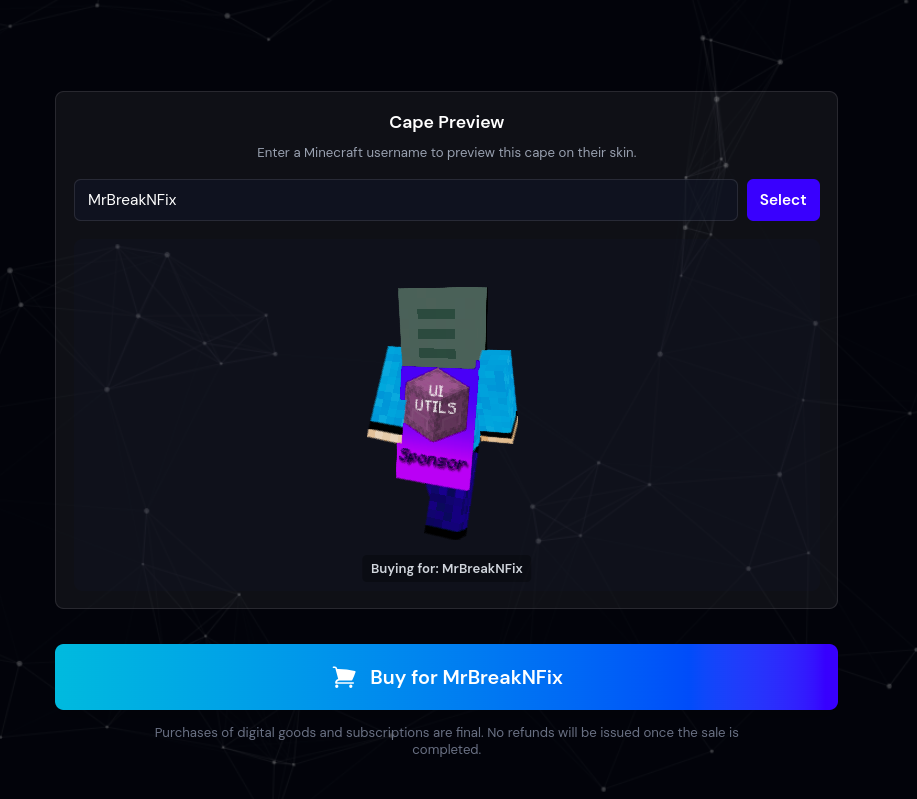 Cape Preview
Enter a Minecraft username to preview this cape on their skin.
MrBreakNFix
Select
UI
UTILS
Sponsor
Buying for: MrBreakNFix
Buy for MrBreakNFix
Purchases of digital goods and subscriptions are final. No refunds will be issued once the sale is
completed.